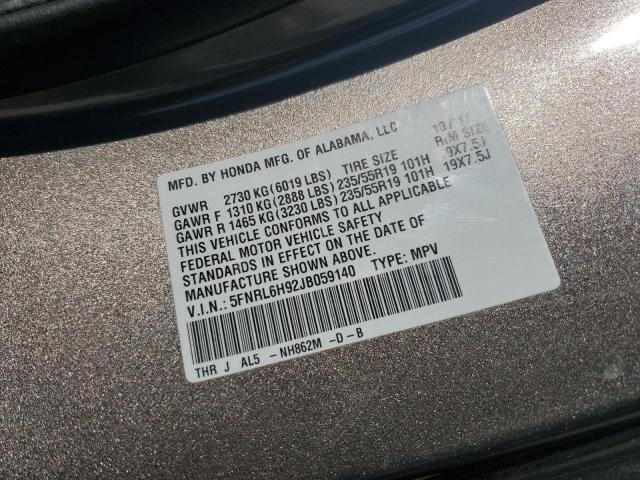 MFD. BY HONDA MFG. OF ALABAMA, LLC 10/1
GVWR 2730 KG (6019 LBS) TIRE SIZE RIM SIZE
GAWR F 1310 KG (2888 LBS) 235/55R19 101H 19X7.5J
GAWR R 1465 KG (3230 LBS) 235/55R19 101H 19X7.5J
THIS VEHICLE CONFORMS TO ALL APPLICABLE
FEDERAL MOTOR VEHICLE SAFETY
STANDARDS IN EFFECT ON THE DATE OF
MANUFACTURE SHOWN ABOVE.
V.I.N.: 5FNRL6H92JB059140 TYPE: MPV
THR J AL5 -NH862M -D-B